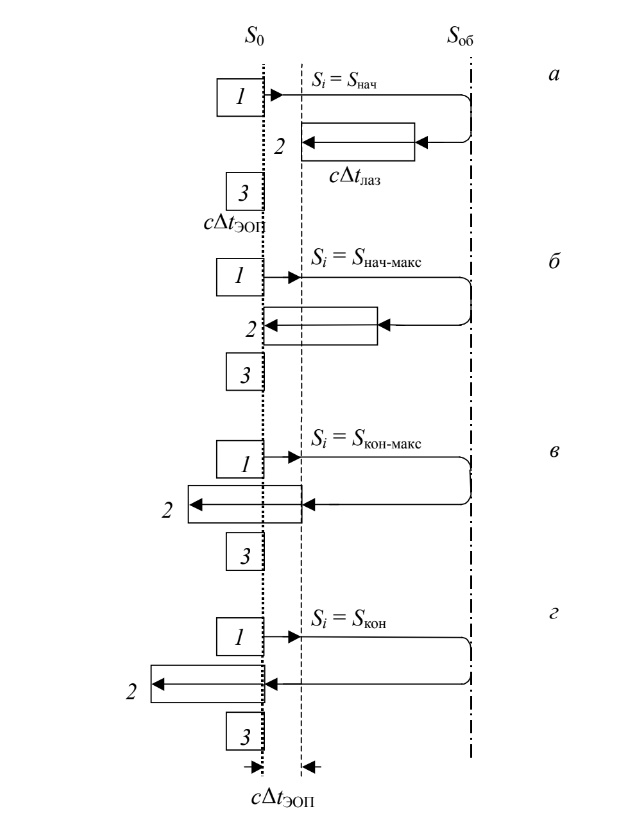 S₀ Sоб
а
Sᵢ = Sнач
1
2
cΔtлаз
3
cΔtЭОП
Sᵢ = Sнач-макс б
1
2
3
Sᵢ = Sкон-макс в
1
2
3
Sᵢ = Sкон г
1
2
3
cΔtЭОП